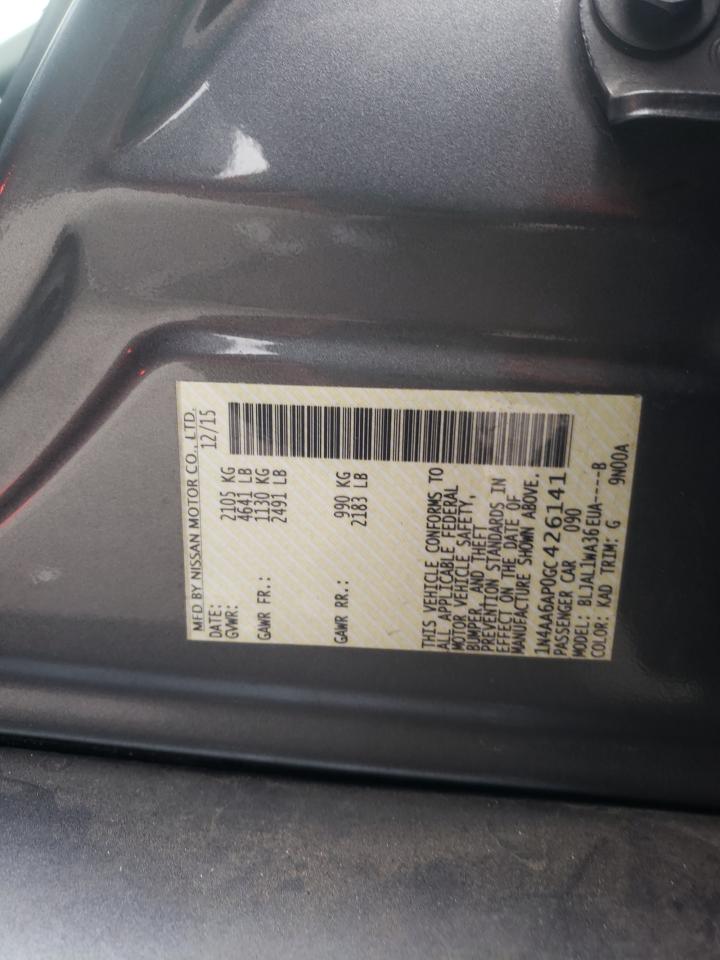 MFD BY NISSAN MOTOR CO., LTD.
DATE: 12/15
GVWR: 2105 KG
4641 LB
GAWR FR.: 1130 KG
2491 LB
GAWR RR.: 990 KG
2183 LB
THIS VEHICLE CONFORMS TO
ALL APPLICABLE FEDERAL
MOTOR VEHICLE SAFETY,
BUMPER, AND THEFT
PREVENTION STANDARDS IN
EFFECT ON THE DATE OF
MANUFACTURE SHOWN ABOVE.
1N4AA6AP0GC426141
PASSENGER CAR 090
MODEL: BLJAL1WA36EUA----B
COLOR: KAD TRIM: G 9N00A